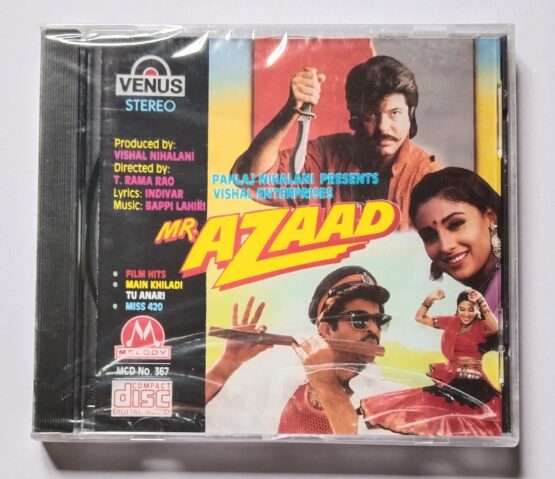 VENUS
STEREO
Produced by:
VISHAL NIHALANI
Directed by:
T. RAMA RAO
Lyrics: INDIVAR
Music: BAPPI LAHIRI
PAHLAJ NIHALANI PRESENTS
VISHAL ENTERPRISES
MR. AZAAD
• FILM HITS
• MAIN KHILADI
TU ANARI
• MISS 420
M
MELODY
MCD No. 367
COMPACT
disc
DIGITAL AUDIO